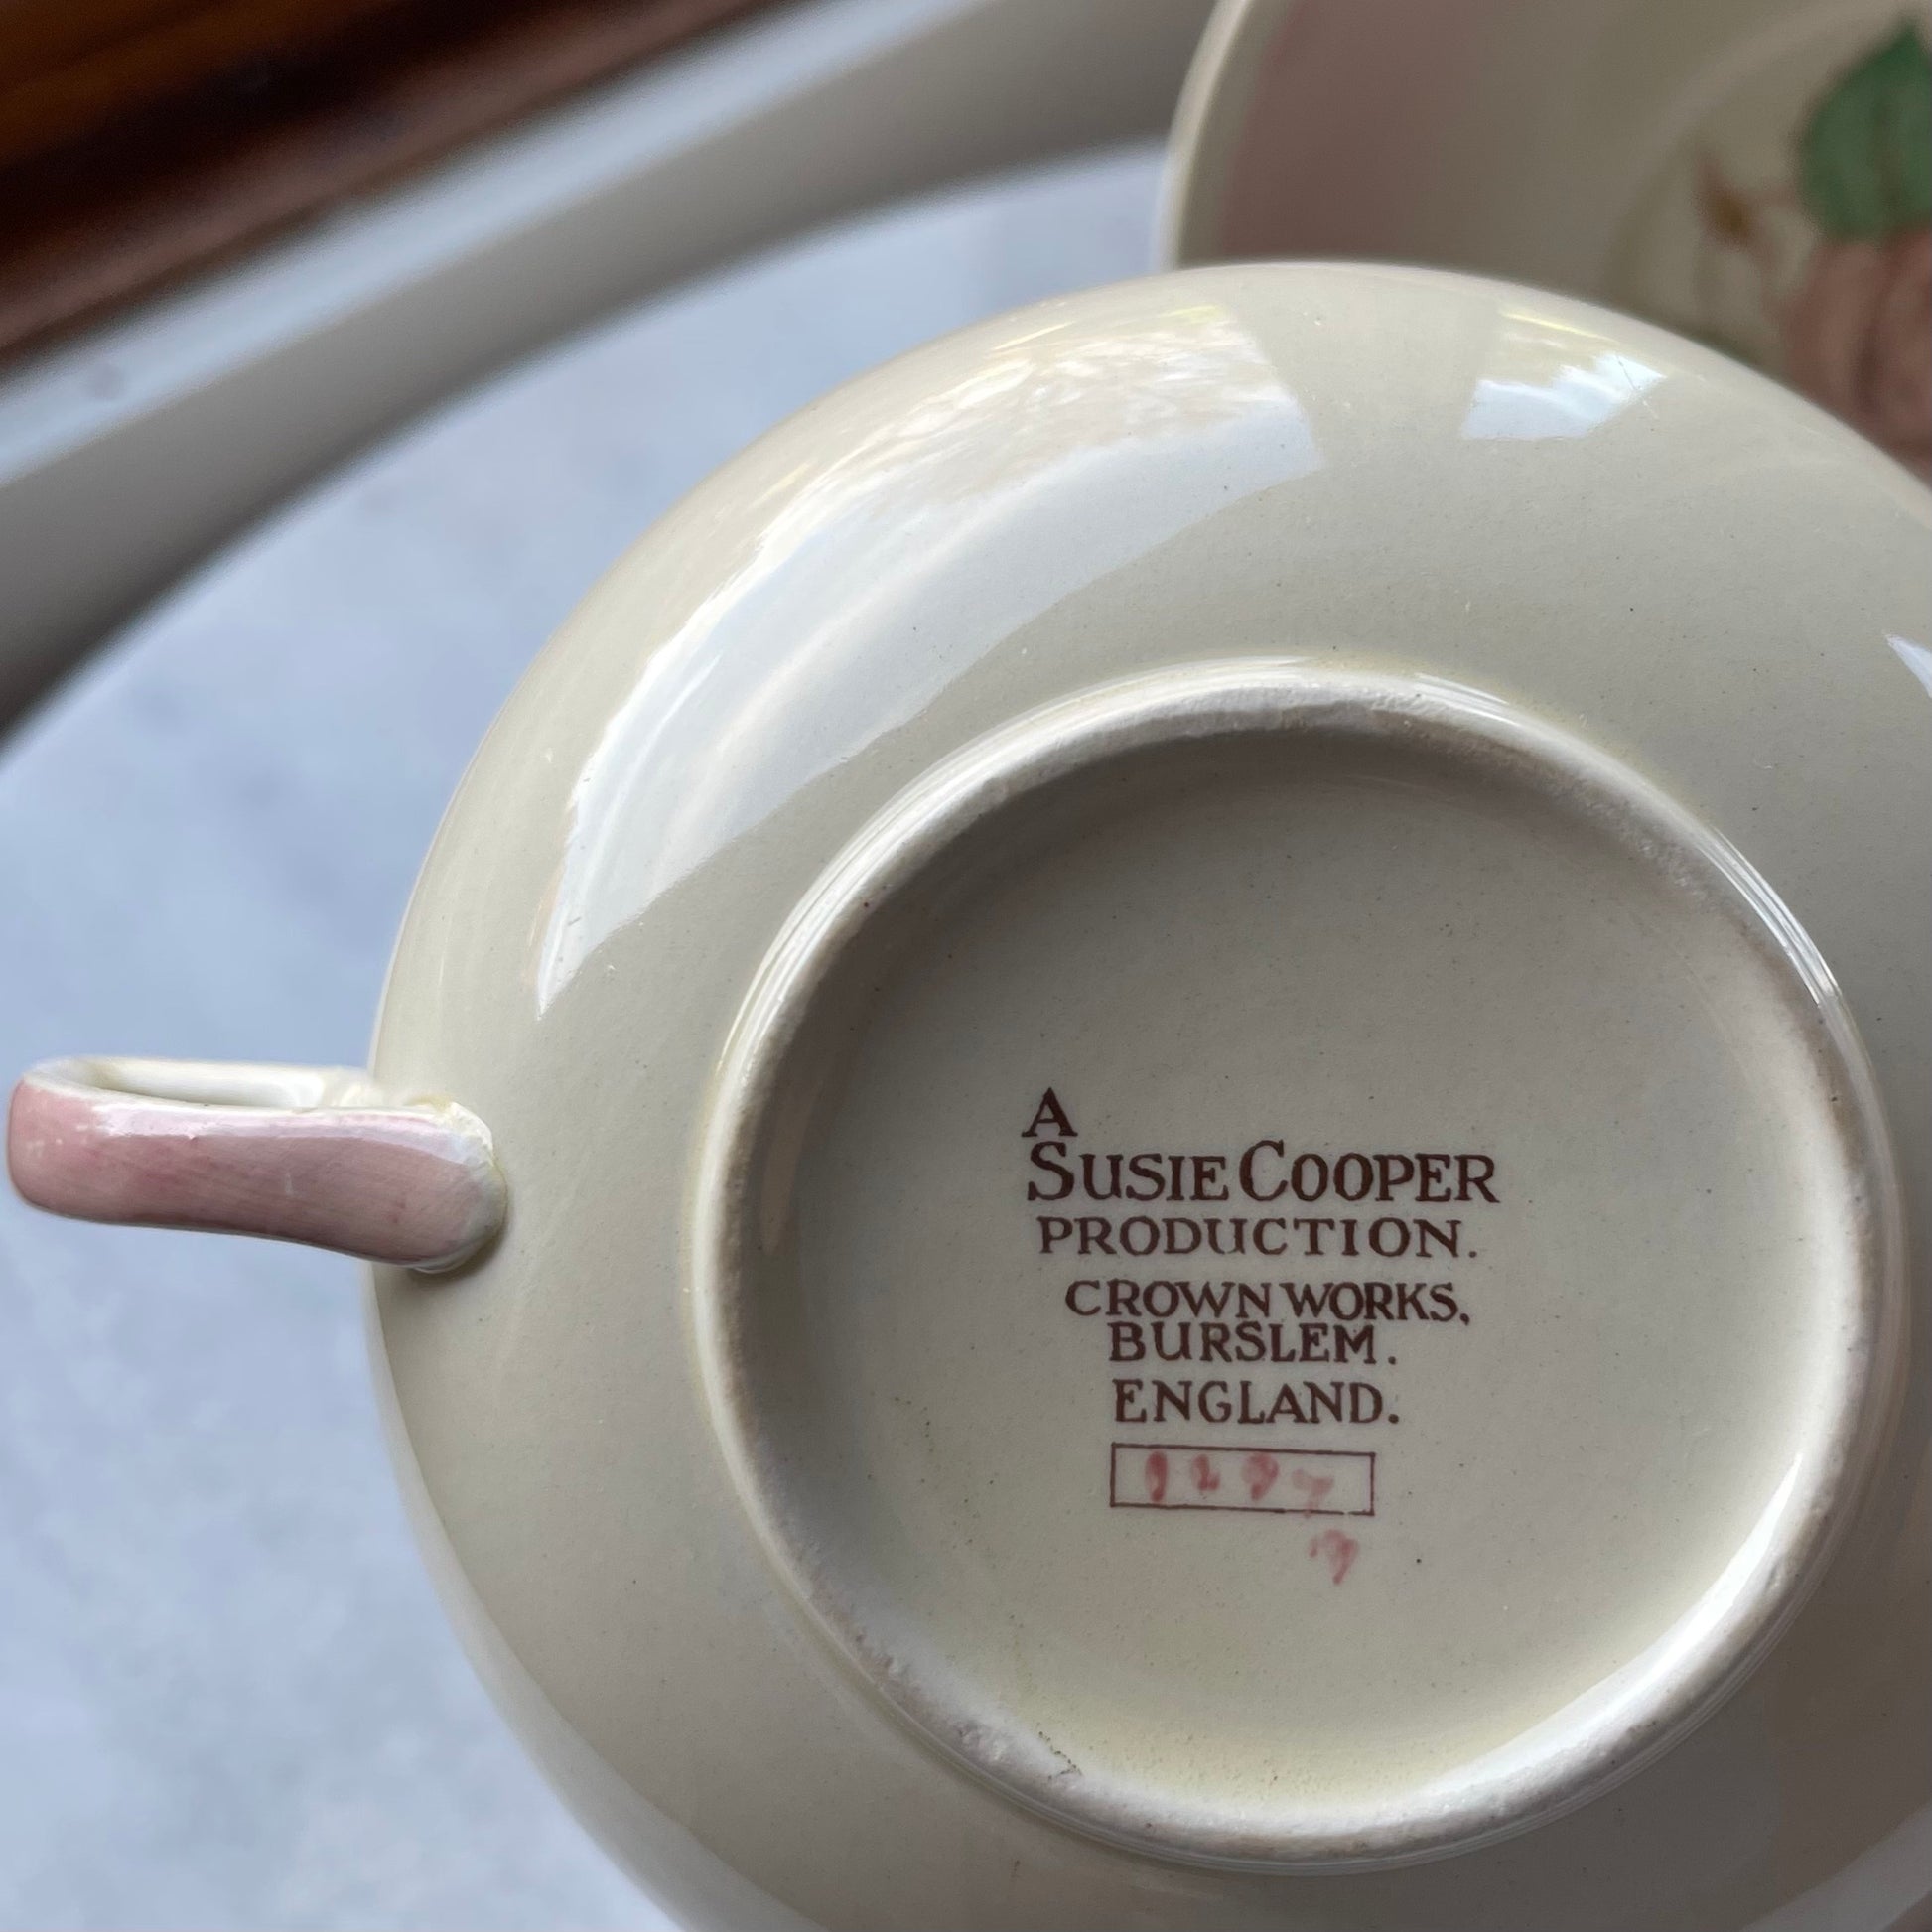 A
SUSIE COOPER
PRODUCTION.
CROWN WORKS,
BURSLEM.
ENGLAND.